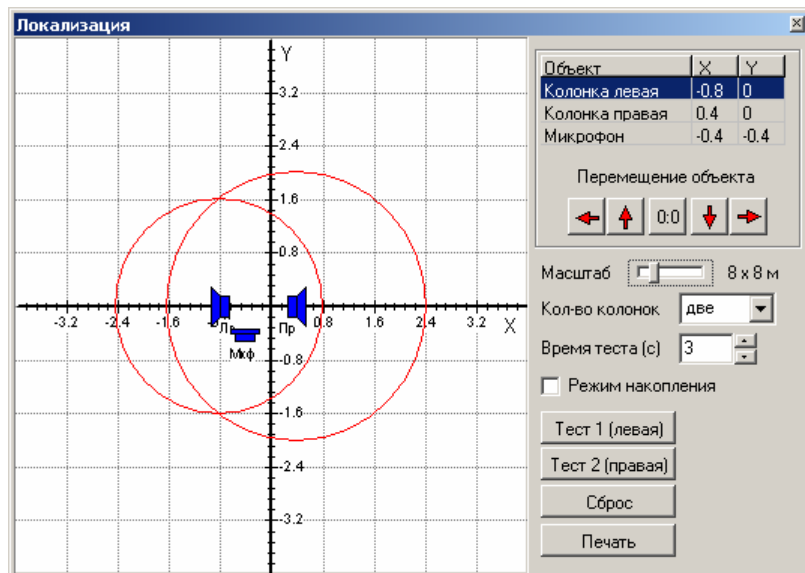 Локализация
Y
3.2
2.4
1.6
0.8
-3.2 -2.4 -1.6 0.8 1.6 2.4 3.2 X
Пр
Мкф
-0.8
-1.6
-2.4
-3.2
Объект X Y
Колонка левая -0.8 0
Колонка правая 0.4 0
Микрофон -0.4 -0.4
Перемещение объекта
0:0
Масштаб 8 x 8 м
Кол-во колонок две
Время теста (с) 3
Режим накопления
Тест 1 (левая)
Тест 2 (правая)
Сброс
Печать